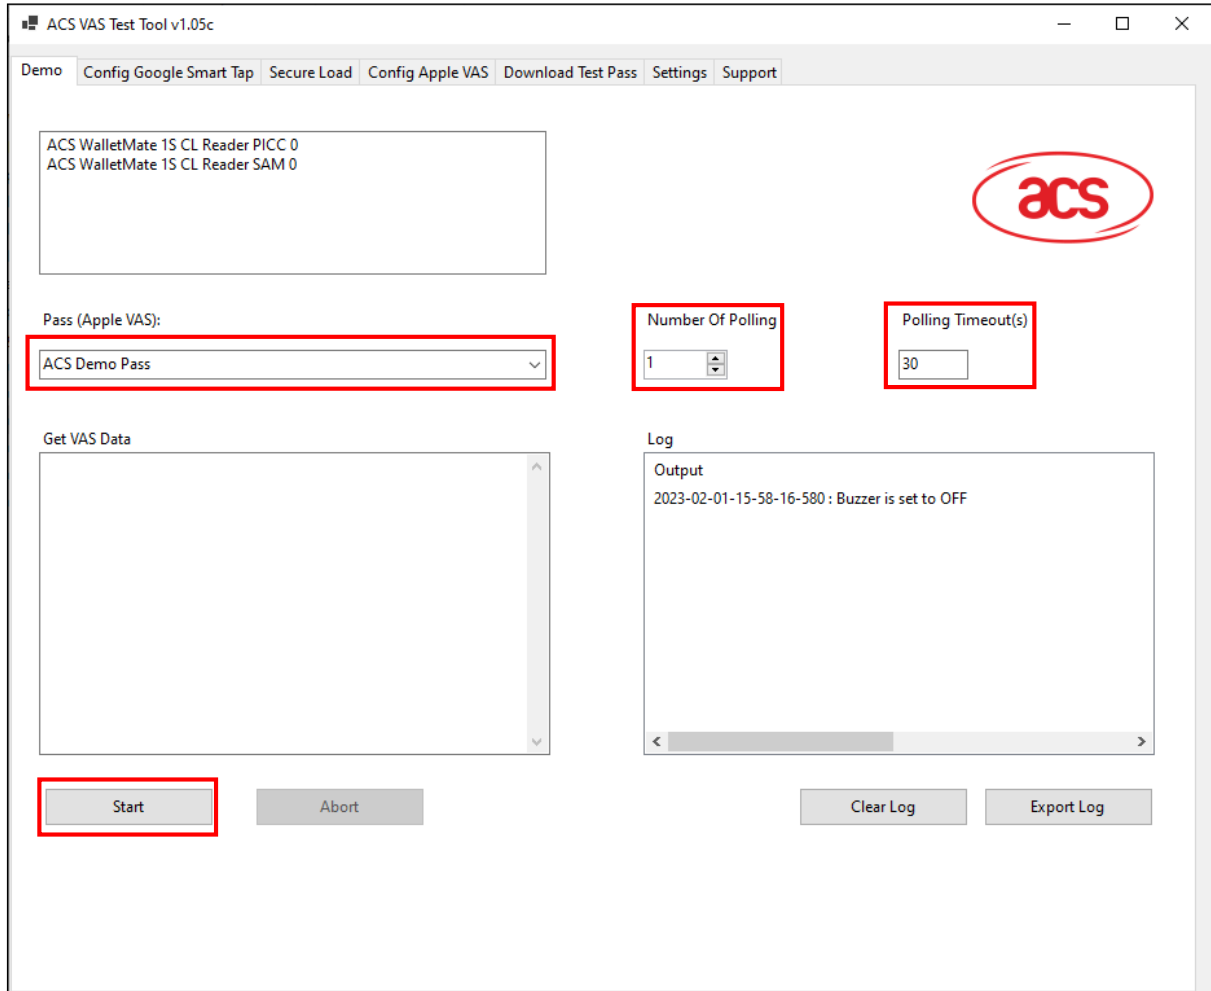 ACS VAS Test Tool v1.05c
Demo Config Google Smart Tap Secure Load Config Apple VAS Download Test Pass Settings Support
ACS WalletMate 1S CL Reader PICC 0
ACS WalletMate 1S CL Reader SAM 0
acs
Pass (Apple VAS):
Number Of Polling
Polling Timeout(s)
ACS Demo Pass
1
30
Get VAS Data
Log
Output
2023-02-01-15-58-16-580 : Buzzer is set to OFF
Start
Abort
Clear Log
Export Log